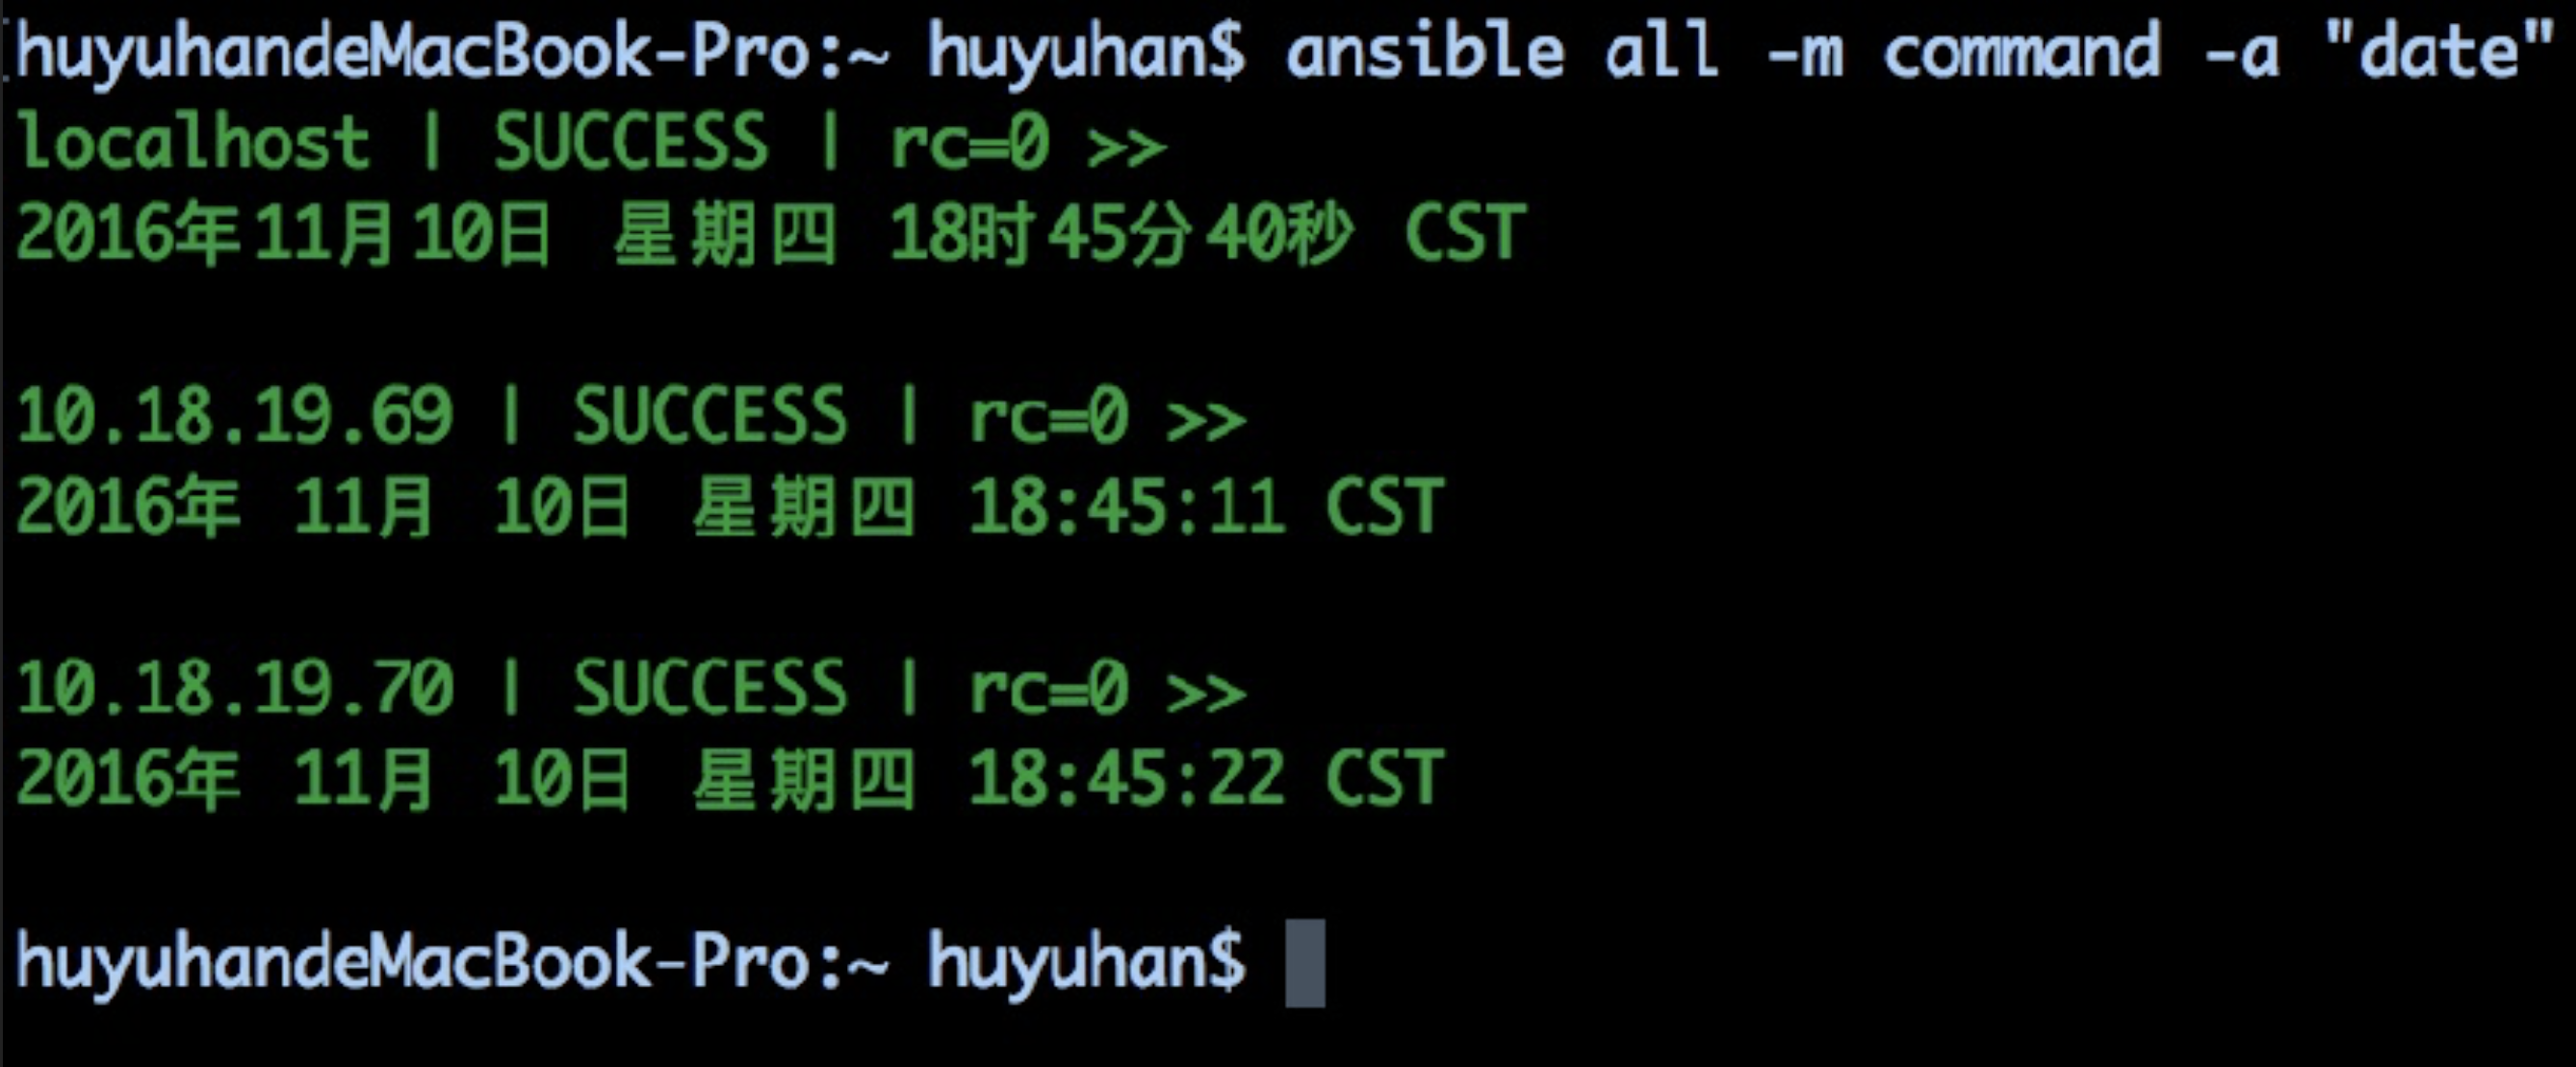 huyuhandeMacBook-Pro:~ huyuhan$ ansible all -m command -a "date"
localhost | SUCCESS | rc=0 >>
2016年11月10日 星期四 18时45分40秒 CST
10.18.19.69 | SUCCESS | rc=0 >>
2016年 11月 10日 星期四 18:45:11 CST
10.18.19.70 | SUCCESS | rc=0 >>
2016年 11月 10日 星期四 18:45:22 CST
huyuhandeMacBook-Pro:~ huyuhan$